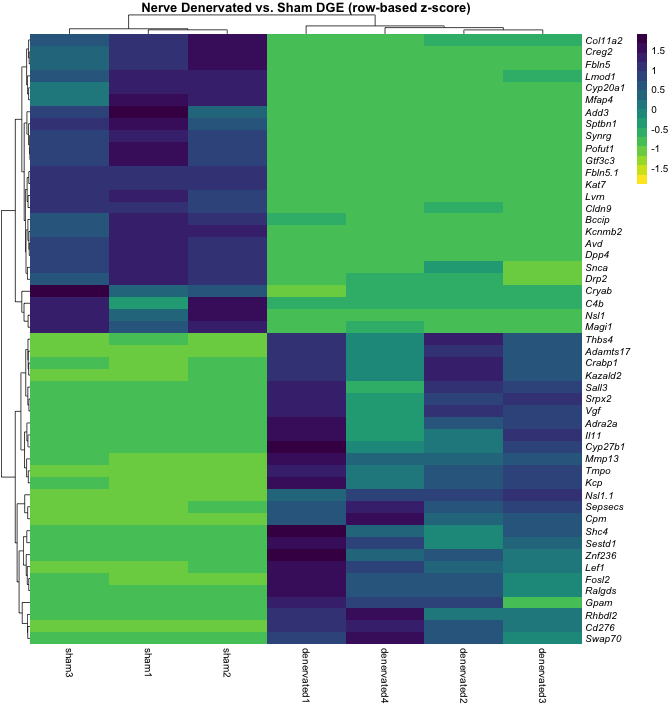 Nerve Denervated vs. Sham DGE (row-based z-score)
Col11a2
Creg2
Fbln5
Lmod1
Cyp20a1
Mfap4
Add3
Sptbn1
Synrg
Pofut1
Gtf3c3
Fbln5.1
Kat7
Lvrn
Cldn9
Bccip
Kcnmb2
Avd
Dpp4
Snca
Drp2
Cryab
C4b
Nsl1
Magi1
Thbs4
Adamts17
Crabp1
Kazald2
Sall3
Srpx2
Vgf
Adra2a
Il11
Cyp27b1
Mmp13
Tmpo
Kcp
Nsl1.1
Sepsecs
Cpm
Shc4
Sestd1
Znf236
Lef1
Fosl2
Ralgds
Gpam
Rhbdl2
Cd276
Swap70
1.5
1
0.5
0
-0.5
-1
-1.5
sham3
sham1
sham2
denervated1
denervated4
denervated2
denervated3